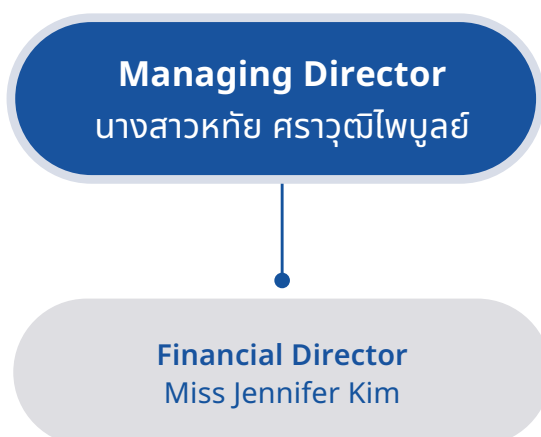 Managing Director
นางสาวหทัย ศราวุฒิไพบูลย์
Financial Director
Miss Jennifer Kim